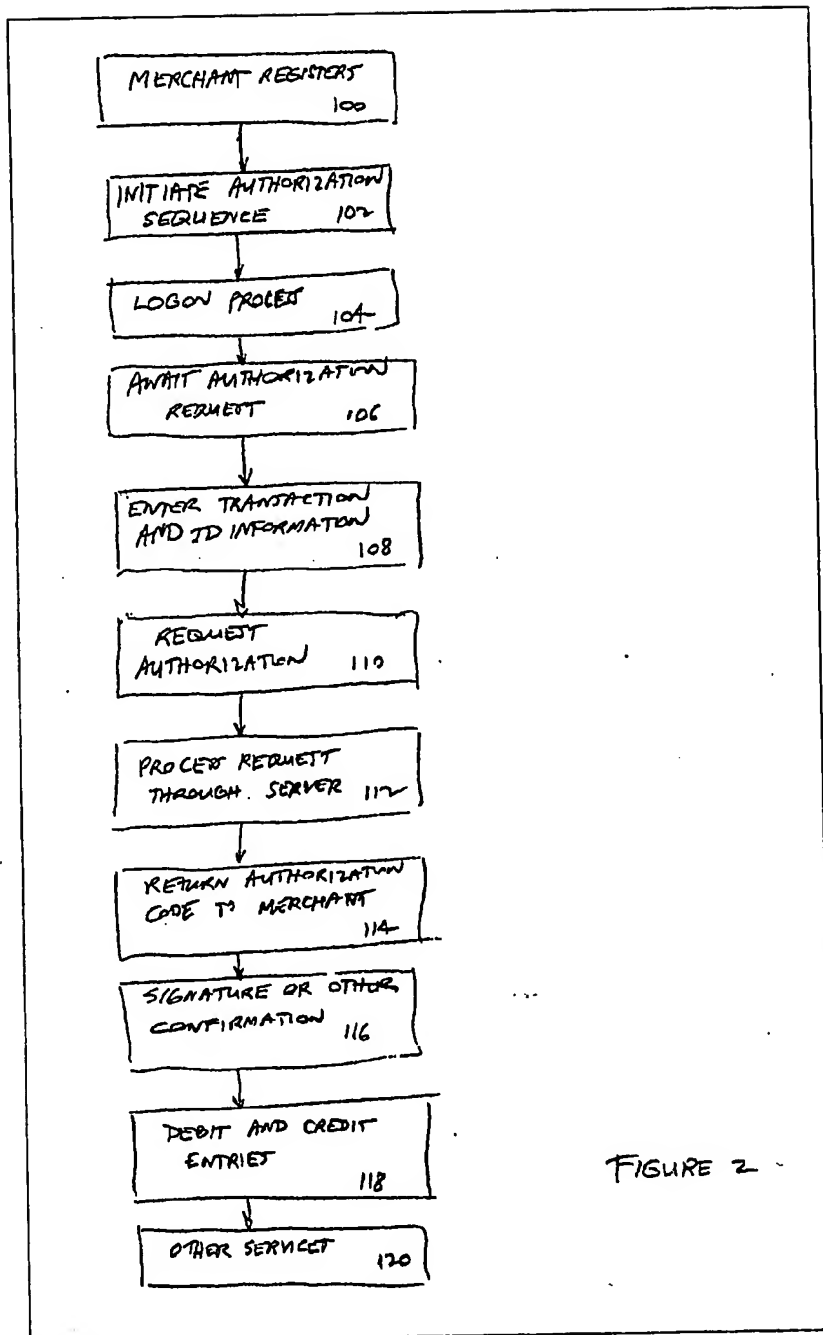 MERCHANT REGISTERS
100
INITIATE AUTHORIZATION
SEQUENCE 102
LOGON PROCESS
104
AWAIT AUTHORIZATION
REQUEST 106
ENTER TRANSACTION
AND ID INFORMATION
108
REQUEST
AUTHORIZATION 110
PROCESS REQUEST
THROUGH SERVER 112
RETURN AUTHORIZATION
CODE TO MERCHANT
114
SIGNATURE OR OTHER
CONFIRMATION 116
DEBIT AND CREDIT
ENTRIES
118
OTHER SERVICES
120
FIGURE 2